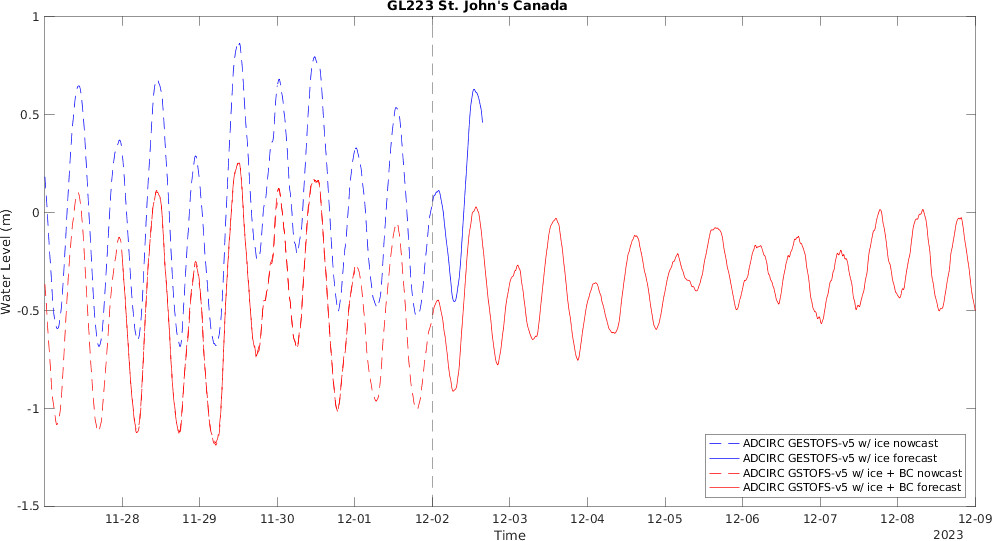 GL223 St. John's Canada
Water Level (m)
1
0.5
0
-0.5
-1
-1.5
ADCIRC GESTOFS-v5 w/ ice nowcast
ADCIRC GESTOFS-v5 w/ ice forecast
ADCIRC GSTOFS-v5 w/ ice + BC nowcast
ADCIRC GSTOFS-v5 w/ ice + BC forecast
11-28 11-29 11-30 12-01 12-02 12-03 12-04 12-05 12-06 12-07 12-08 12-09
Time
2023